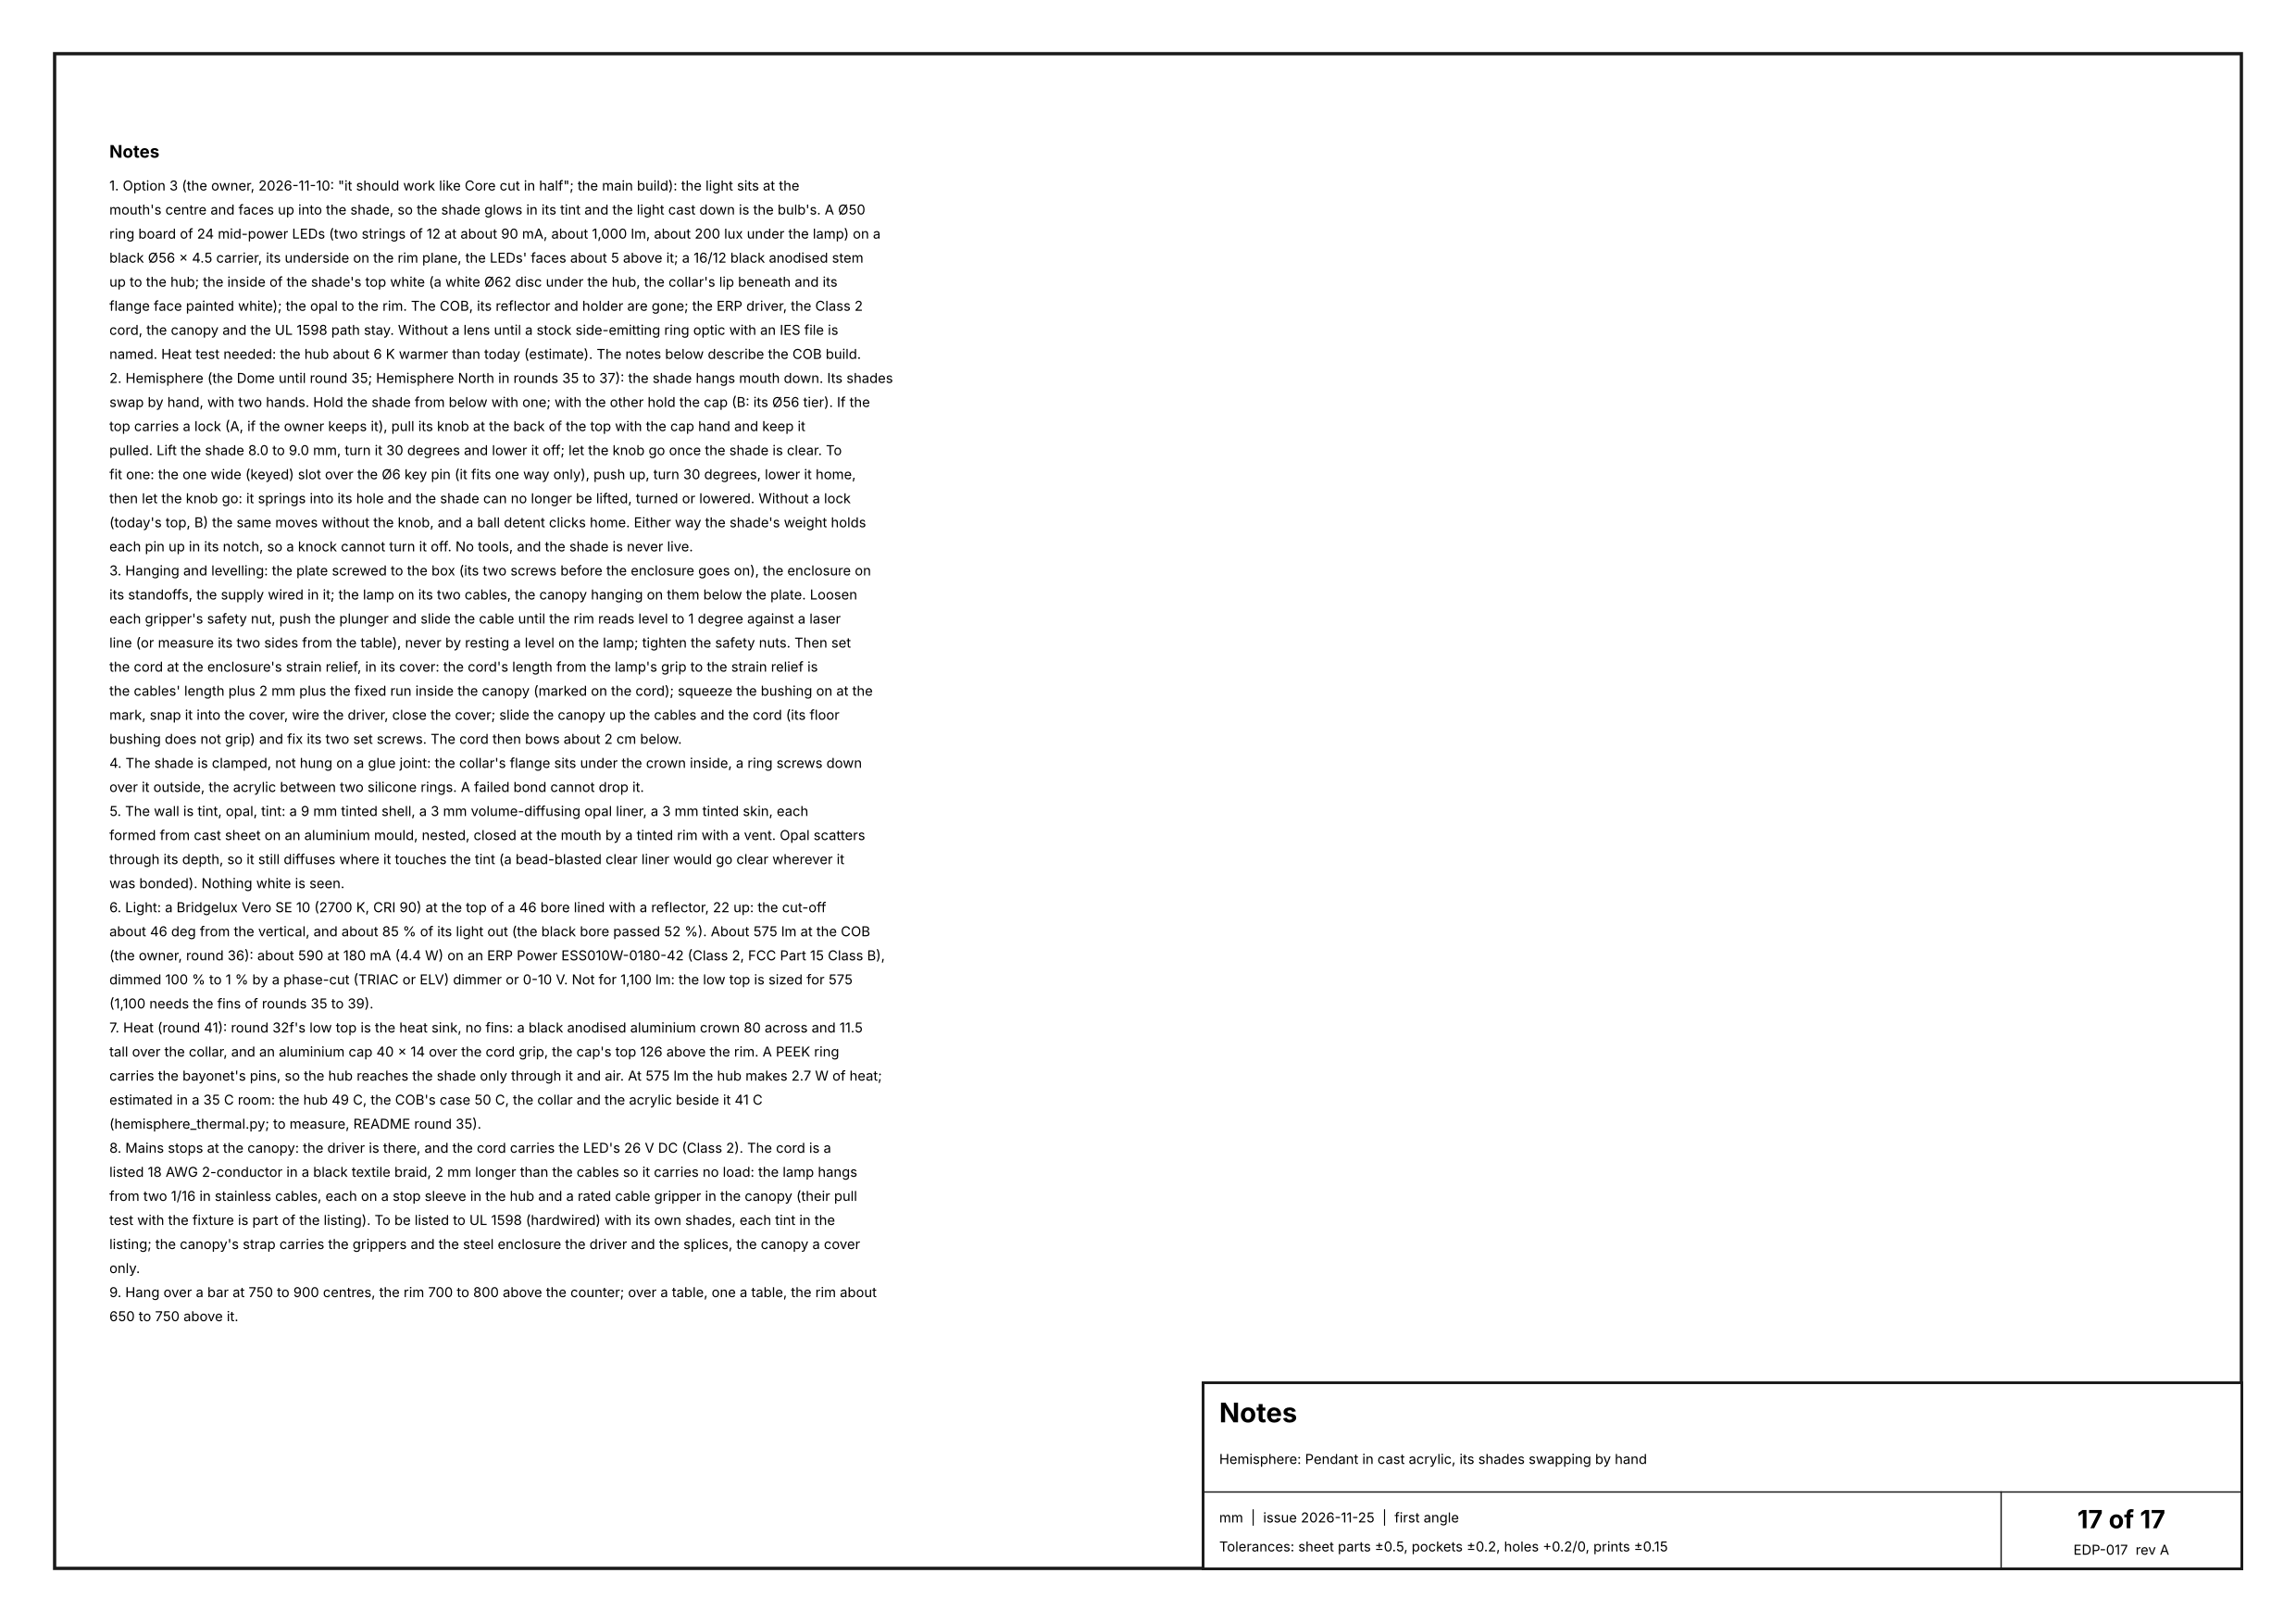 Notes
1. Option 3 (the owner, 2026-11-10: "it should work like Core cut in half"; the main build): the light sits at the
mouth's centre and faces up into the shade, so the shade glows in its tint and the light cast down is the bulb's. A Ø50
ring board of 24 mid-power LEDs (two strings of 12 at about 90 mA, about 1,000 lm, about 200 lux under the lamp) on a
black Ø56 × 4.5 carrier, its underside on the rim plane, the LEDs' faces about 5 above it; a 16/12 black anodised stem
up to the hub; the inside of the shade's top white (a white Ø62 disc under the hub, the collar's lip beneath and its
flange face painted white); the opal to the rim. The COB, its reflector and holder are gone; the ERP driver, the Class 2
cord, the canopy and the UL 1598 path stay. Without a lens until a stock side-emitting ring optic with an IES file is
named. Heat test needed: the hub about 6 K warmer than today (estimate). The notes below describe the COB build.
2. Hemisphere (the Dome until round 35; Hemisphere North in rounds 35 to 37): the shade hangs mouth down. Its shades
swap by hand, with two hands. Hold the shade from below with one; with the other hold the cap (B: its Ø56 tier). If the
top carries a lock (A, if the owner keeps it), pull its knob at the back of the top with the cap hand and keep it
pulled. Lift the shade 8.0 to 9.0 mm, turn it 30 degrees and lower it off; let the knob go once the shade is clear. To
fit one: the one wide (keyed) slot over the Ø6 key pin (it fits one way only), push up, turn 30 degrees, lower it home,
then let the knob go: it springs into its hole and the shade can no longer be lifted, turned or lowered. Without a lock
(today's top, B) the same moves without the knob, and a ball detent clicks home. Either way the shade's weight holds
each pin up in its notch, so a knock cannot turn it off. No tools, and the shade is never live.
3. Hanging and levelling: the plate screwed to the box (its two screws before the enclosure goes on), the enclosure on
its standoffs, the supply wired in it; the lamp on its two cables, the canopy hanging on them below the plate. Loosen
each gripper's safety nut, push the plunger and slide the cable until the rim reads level to 1 degree against a laser
line (or measure its two sides from the table), never by resting a level on the lamp; tighten the safety nuts. Then set
the cord at the enclosure's strain relief, in its cover: the cord's length from the lamp's grip to the strain relief is
the cables' length plus 2 mm plus the fixed run inside the canopy (marked on the cord); squeeze the bushing on at the
mark, snap it into the cover, wire the driver, close the cover; slide the canopy up the cables and the cord (its floor
bushing does not grip) and fix its two set screws. The cord then bows about 2 cm below.
4. The shade is clamped, not hung on a glue joint: the collar's flange sits under the crown inside, a ring screws down
over it outside, the acrylic between two silicone rings. A failed bond cannot drop it.
5. The wall is tint, opal, tint: a 9 mm tinted shell, a 3 mm volume-diffusing opal liner, a 3 mm tinted skin, each
formed from cast sheet on an aluminium mould, nested, closed at the mouth by a tinted rim with a vent. Opal scatters
through its depth, so it still diffuses where it touches the tint (a bead-blasted clear liner would go clear wherever it
was bonded). Nothing white is seen.
6. Light: a Bridgelux Vero SE 10 (2700 K, CRI 90) at the top of a 46 bore lined with a reflector, 22 up: the cut-off
about 46 deg from the vertical, and about 85 % of its light out (the black bore passed 52 %). About 575 lm at the COB
(the owner, round 36): about 590 at 180 mA (4.4 W) on an ERP Power ESS010W-0180-42 (Class 2, FCC Part 15 Class B),
dimmed 100 % to 1 % by a phase-cut (TRIAC or ELV) dimmer or 0-10 V. Not for 1,100 lm: the low top is sized for 575
(1,100 needs the fins of rounds 35 to 39).
7. Heat (round 41): round 32f's low top is the heat sink, no fins: a black anodised aluminium crown 80 across and 11.5
tall over the collar, and an aluminium cap 40 × 14 over the cord grip, the cap's top 126 above the rim. A PEEK ring
carries the bayonet's pins, so the hub reaches the shade only through it and air. At 575 lm the hub makes 2.7 W of heat;
estimated in a 35 C room: the hub 49 C, the COB's case 50 C, the collar and the acrylic beside it 41 C
(hemisphere_thermal.py; to measure, README round 35).
8. Mains stops at the canopy: the driver is there, and the cord carries the LED's 26 V DC (Class 2). The cord is a
listed 18 AWG 2-conductor in a black textile braid, 2 mm longer than the cables so it carries no load: the lamp hangs
from two 1/16 in stainless cables, each on a stop sleeve in the hub and a rated cable gripper in the canopy (their pull
test with the fixture is part of the listing). To be listed to UL 1598 (hardwired) with its own shades, each tint in the
listing; the canopy's strap carries the grippers and the steel enclosure the driver and the splices, the canopy a cover
only.
9. Hang over a bar at 750 to 900 centres, the rim 700 to 800 above the counter; over a table, one a table, the rim about
650 to 750 above it.
Notes
Hemisphere: Pendant in cast acrylic, its shades swapping by hand
mm | issue 2026-11-25 | first angle
Tolerances: sheet parts ±0.5, pockets ±0.2, holes +0.2/0, prints ±0.15
17 of 17
EDP-017 rev A